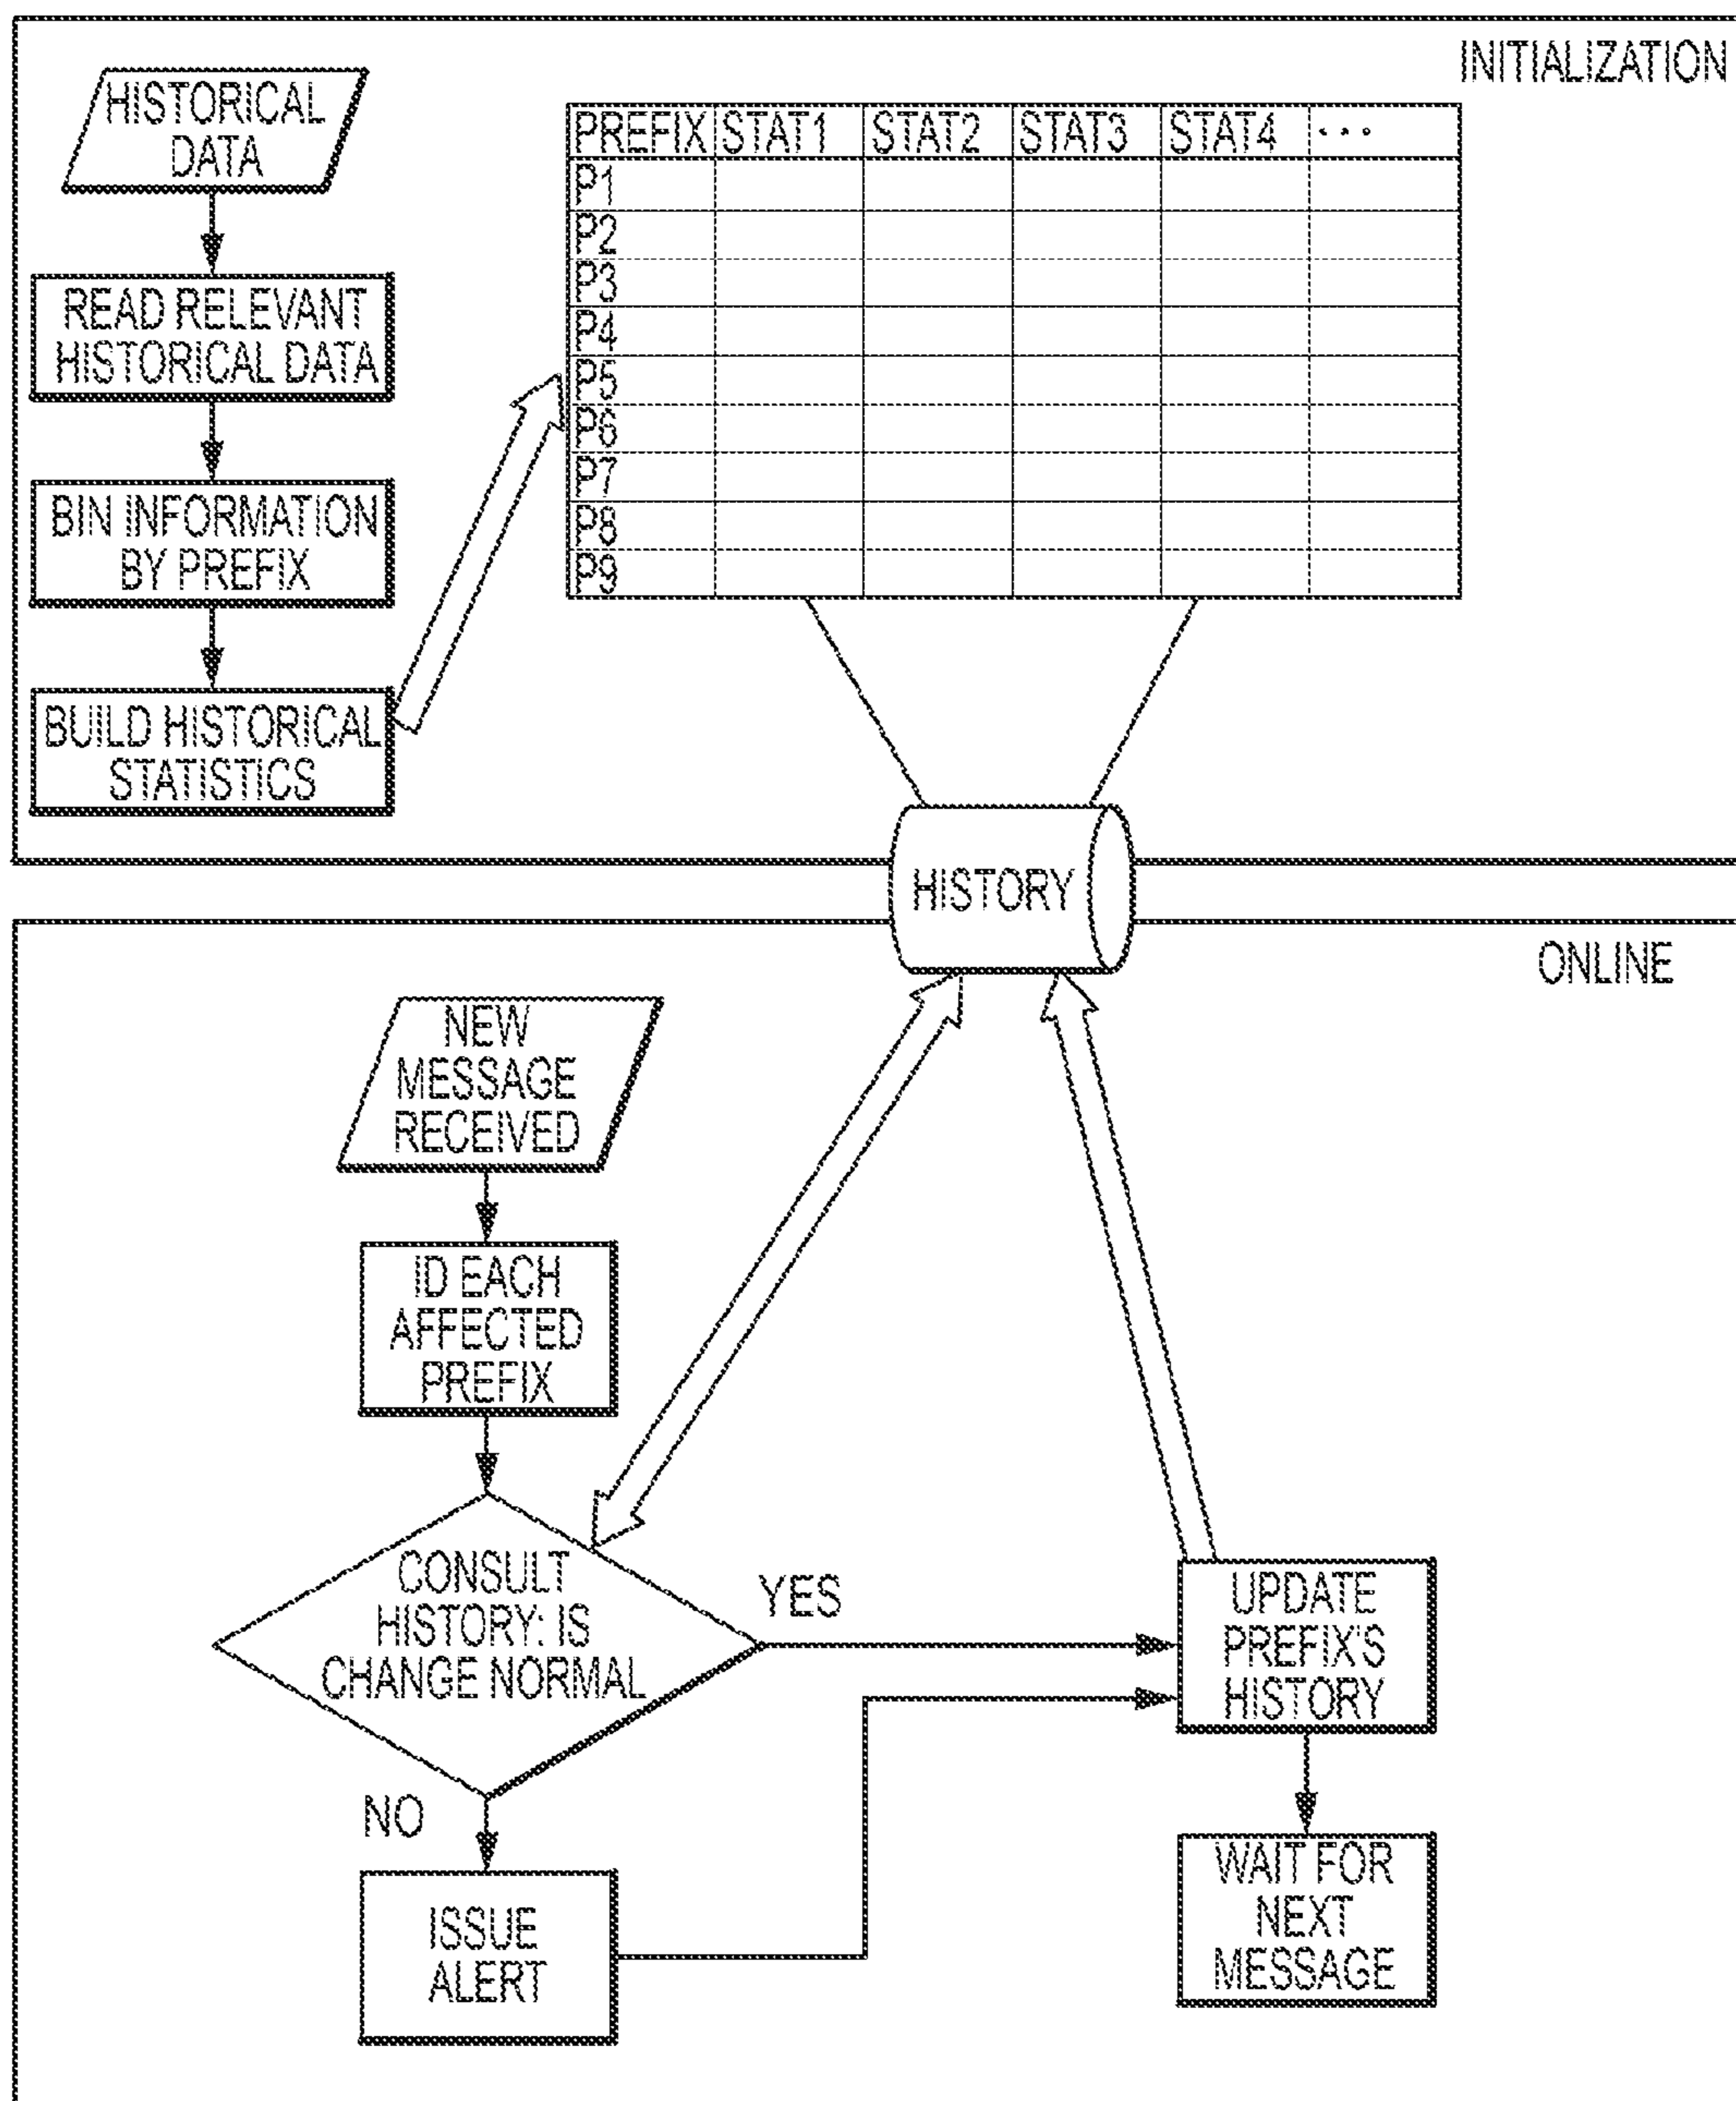 INITIALIZATION
HISTORICAL
DATA
READ RELEVANT
HISTORICAL DATA
BIN INFORMATION
BY PREFIX
BUILD HISTORICAL
STATISTICS
PREFIX STAT1 STAT2 STAT3 STAT4 ...
P1
P2
P3
P4
P5
P6
P7
P8
P9
HISTORY
ONLINE
NEW
MESSAGE
RECEIVED
ID EACH
AFFECTED
PREFIX
CONSULT
HISTORY: IS
CHANGE NORMAL
YES
NO
ISSUE
ALERT
UPDATE
PREFIX'S
HISTORY
WAIT FOR
NEXT
MESSAGE